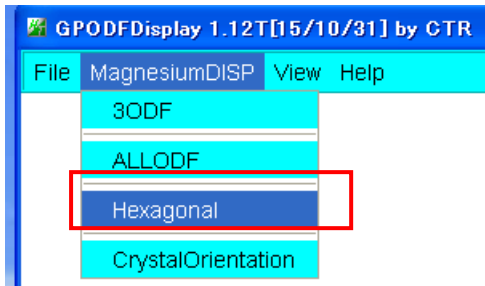 GPODFDisplay 1.12T[15/10/31] by CTR
File MagnesiumDISP View Help
3ODF
ALLODF
Hexagonal
CrystalOrientation